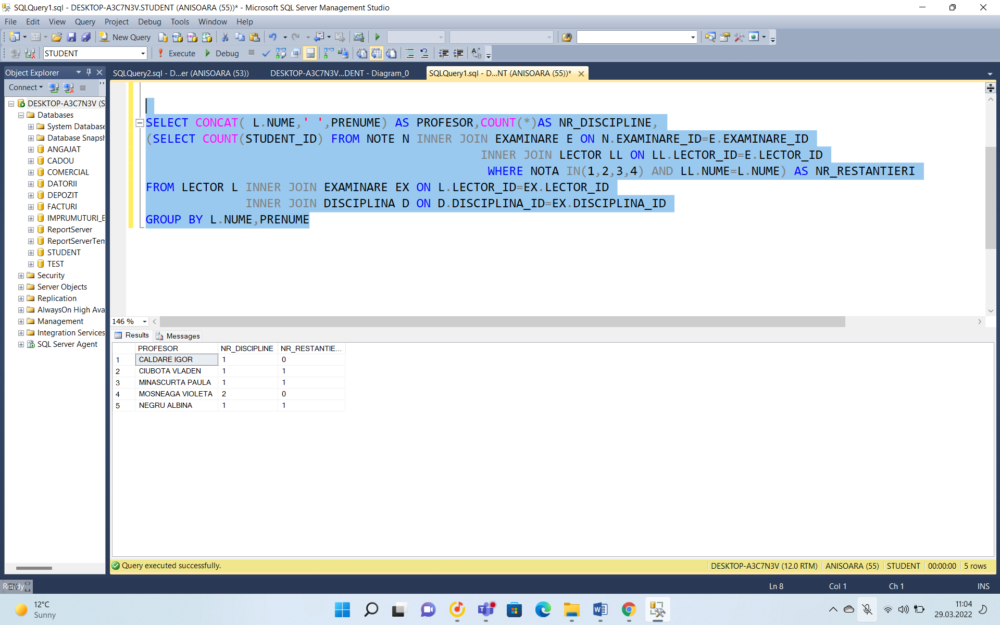 SQLQuery1.sql - DESKTOP-A3C7N3V.STUDENT (ANISOARA (55))* - Microsoft SQL Server Management Studio
File Edit View Query Project Debug Tools Window Help
New Query
STUDENT Execute Debug
Object Explorer
SQLQuery2.sql - D...er (ANISOARA (53)) DESKTOP-A3C7N3V...DENT - Diagram_0 SQLQuery1.sql - D...NT (ANISOARA (55))*
Connect
DESKTOP-A3C7N3V (S
Databases
System Database
Database Snapsh
ANGAJAT
CADOU
COMERCIAL
DATORII
DEPOZIT
FACTURI
IMPRUMUTURI_E
ReportServer
ReportServerTem
STUDENT
TEST
Security
Server Objects
Replication
AlwaysOn High Ava
Management
Integration Services
SQL Server Agent
SELECT CONCAT( L.NUME,' ',PRENUME) AS PROFESOR,COUNT(*)AS NR_DISCIPLINE,
(SELECT COUNT(STUDENT_ID) FROM NOTE N INNER JOIN EXAMINARE E ON N.EXAMINARE_ID=E.EXAMINARE_ID
INNER JOIN LECTOR LL ON LL.LECTOR_ID=E.LECTOR_ID
WHERE NOTA IN(1,2,3,4) AND LL.NUME=L.NUME) AS NR_RESTANTIERI
FROM LECTOR L INNER JOIN EXAMINARE EX ON L.LECTOR_ID=EX.LECTOR_ID
INNER JOIN DISCIPLINA D ON D.DISCIPLINA_ID=EX.DISCIPLINA_ID
GROUP BY L.NUME,PRENUME
146 %
Results Messages
PROFESOR NR_DISCIPLINE NR_RESTANTIE...
1 CALDARE IGOR 1 0
2 CIUBOTA VLADEN 1 1
3 MINASCURTA PAULA 1 1
4 MOSNEAGA VIOLETA 2 0
5 NEGRU ALBINA 1 1
Query executed successfully. DESKTOP-A3C7N3V (12.0 RTM) ANISOARA (55) STUDENT 00:00:00 5 rows
Ready Ln 8 Col 1 Ch 1 INS
12°C
Sunny
11:04
29.03.2022